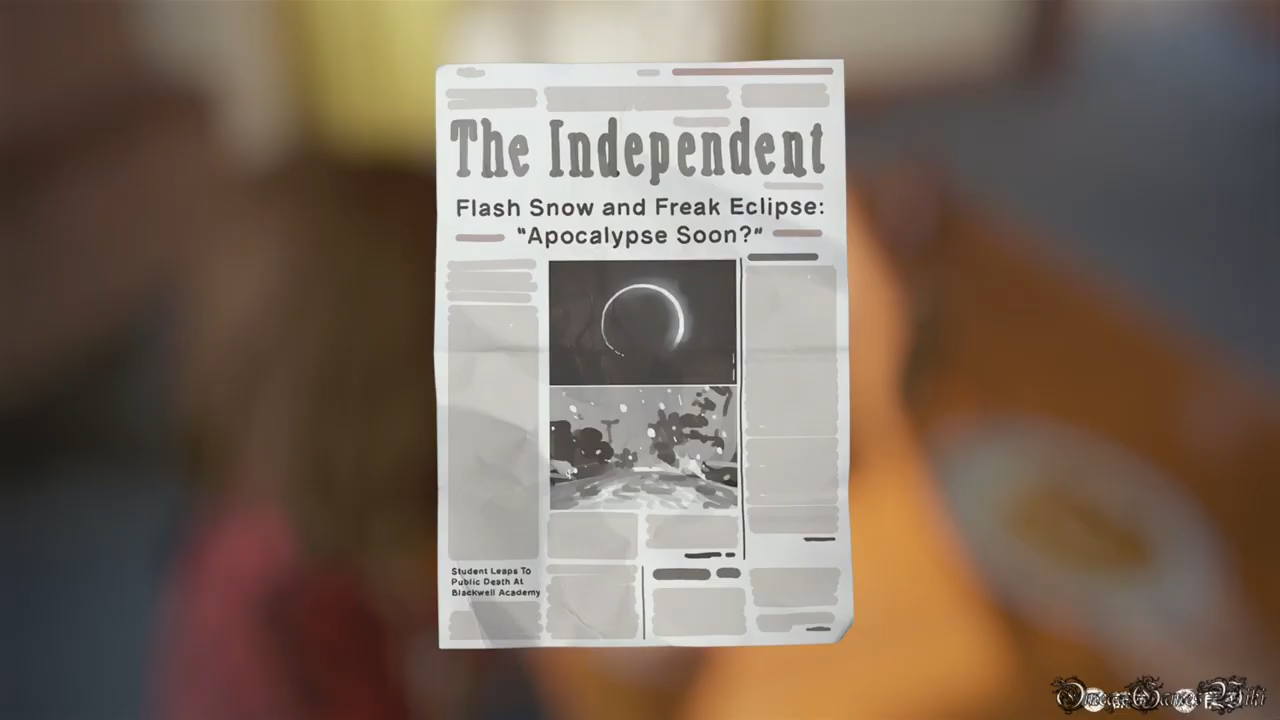 The Independent
Flash Snow and Freak Eclipse:
"Apocalypse Soon?"
Student Leaps To
Public Death At
Blackwell Academy